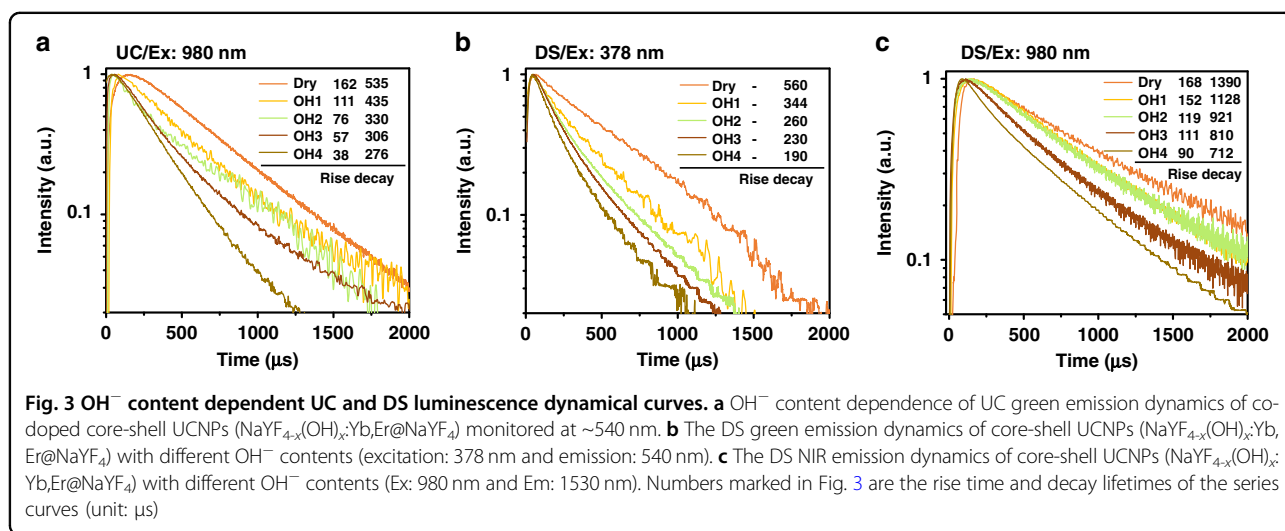 a
UC/Ex: 980 nm
1
0.1
Intensity (a.u.)
Dry 162 535
OH1 111 435
OH2 76 330
OH3 57 306
OH4 38 276
Rise decay
0 500 1000 1500 2000
Time (μs)
b
DS/Ex: 378 nm
1
0.1
Intensity (a.u.)
Dry - 560
OH1 - 344
OH2 - 260
OH3 - 230
OH4 - 190
Rise decay
0 500 1000 1500 2000
Time (μs)
c
DS/Ex: 980 nm
1
0.1
Intensity (a.u.)
Dry 168 1390
OH1 152 1128
OH2 119 921
OH3 111 810
OH4 90 712
Rise decay
0 500 1000 1500 2000
Time (μs)
Fig. 3 OH⁻ content dependent UC and DS luminescence dynamical curves. a OH⁻ content dependence of UC green emission dynamics of co-
doped core-shell UCNPs (NaYF₄₋ₓ(OH)ₓ:Yb,Er@NaYF₄) monitored at ~540 nm. b The DS green emission dynamics of core-shell UCNPs (NaYF₄₋ₓ(OH)ₓ:Yb,
Er@NaYF₄) with different OH⁻ contents (excitation: 378 nm and emission: 540 nm). c The DS NIR emission dynamics of core-shell UCNPs (NaYF₄₋ₓ(OH)ₓ:
Yb,Er@NaYF₄) with different OH⁻ contents (Ex: 980 nm and Em: 1530 nm). Numbers marked in Fig. 3 are the rise time and decay lifetimes of the series
curves (unit: μs)